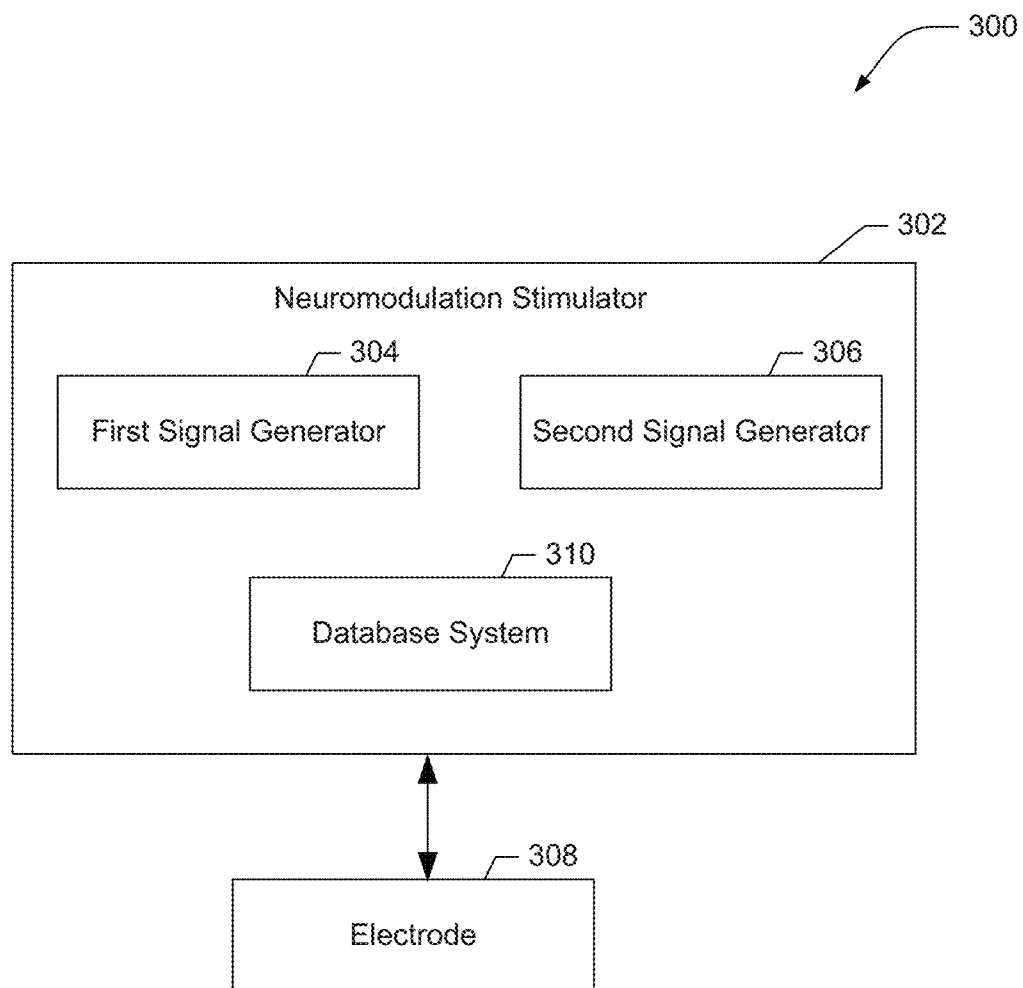 300
302
Neuromodulation Stimulator
304
306
First Signal Generator
Second Signal Generator
310
Database System
308
Electrode